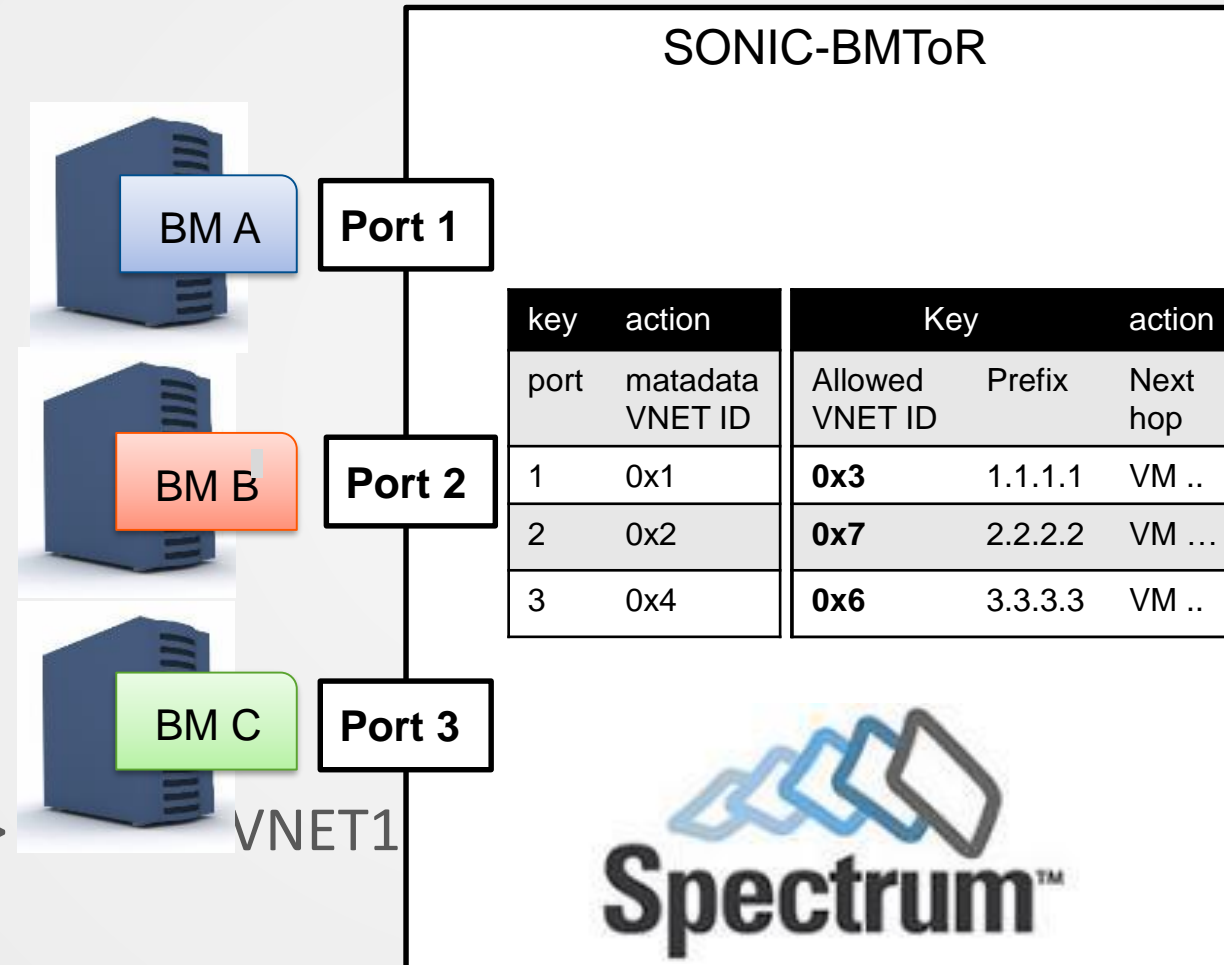 SONIC-BMToR
BM A
Port 1
key action
port matadata VNET ID
1 0x1
2 0x2
3 0x4
Key action
Allowed VNET ID Prefix Next hop
0x3 1.1.1.1 VM ..
0x7 2.2.2.2 VM …
0x6 3.3.3.3 VM ..
BM B
Port 2
BM C
Port 3
VNET1
Spectrum™